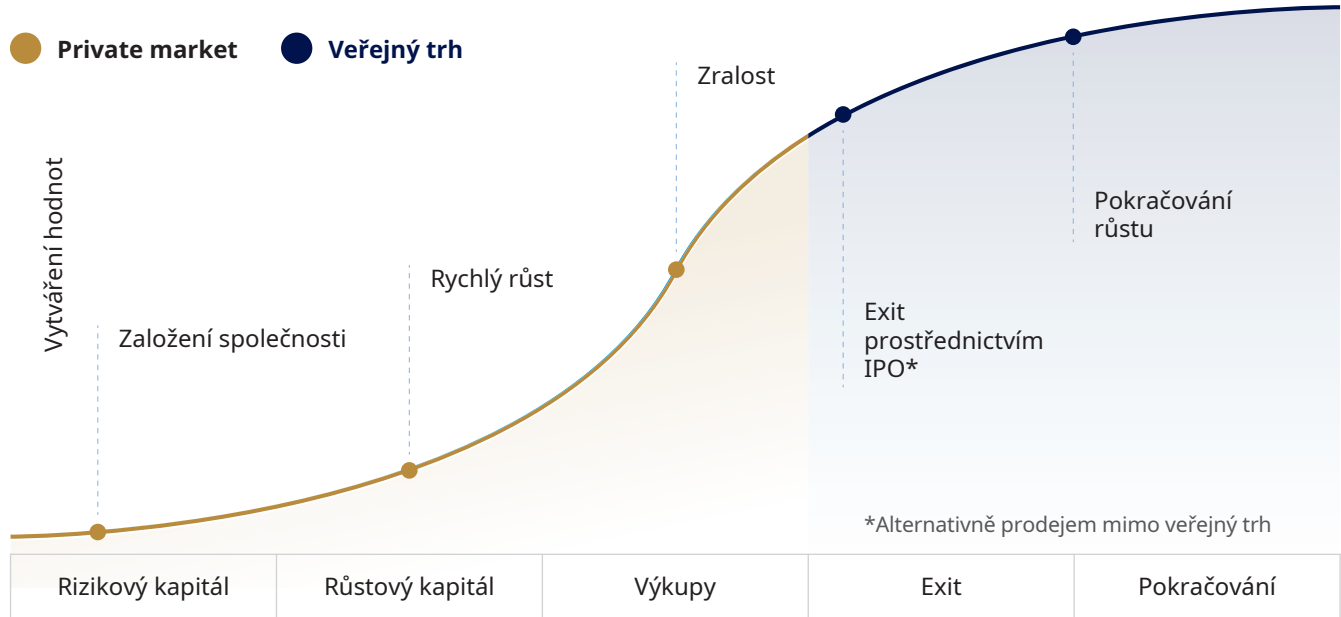 Private market
Veřejný trh
Vytváření hodnot
Založení společnosti
Rychlý růst
Zralost
Exit
prostřednictvím
IPO*
Pokračování
růstu
*Alternativně prodejem mimo veřejný trh
Rizikový kapitál
Růstový kapitál
Výkupy
Exit
Pokračování